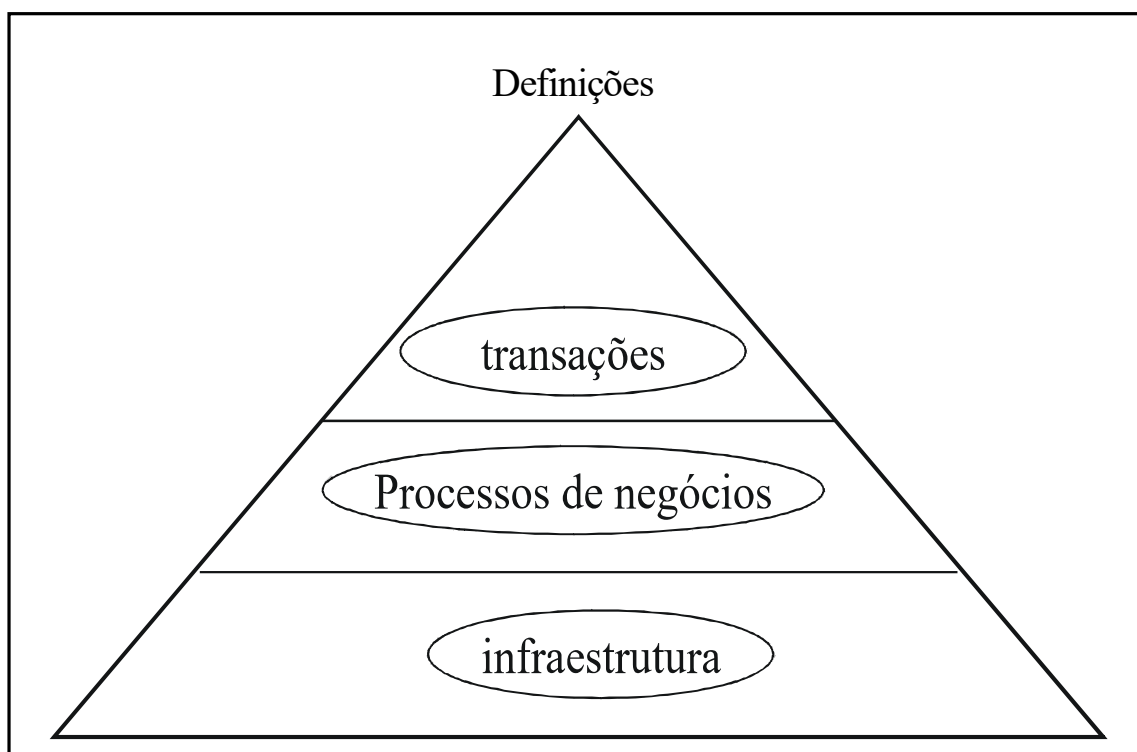 Definições
transações
Processos de negócios
infraestrutura